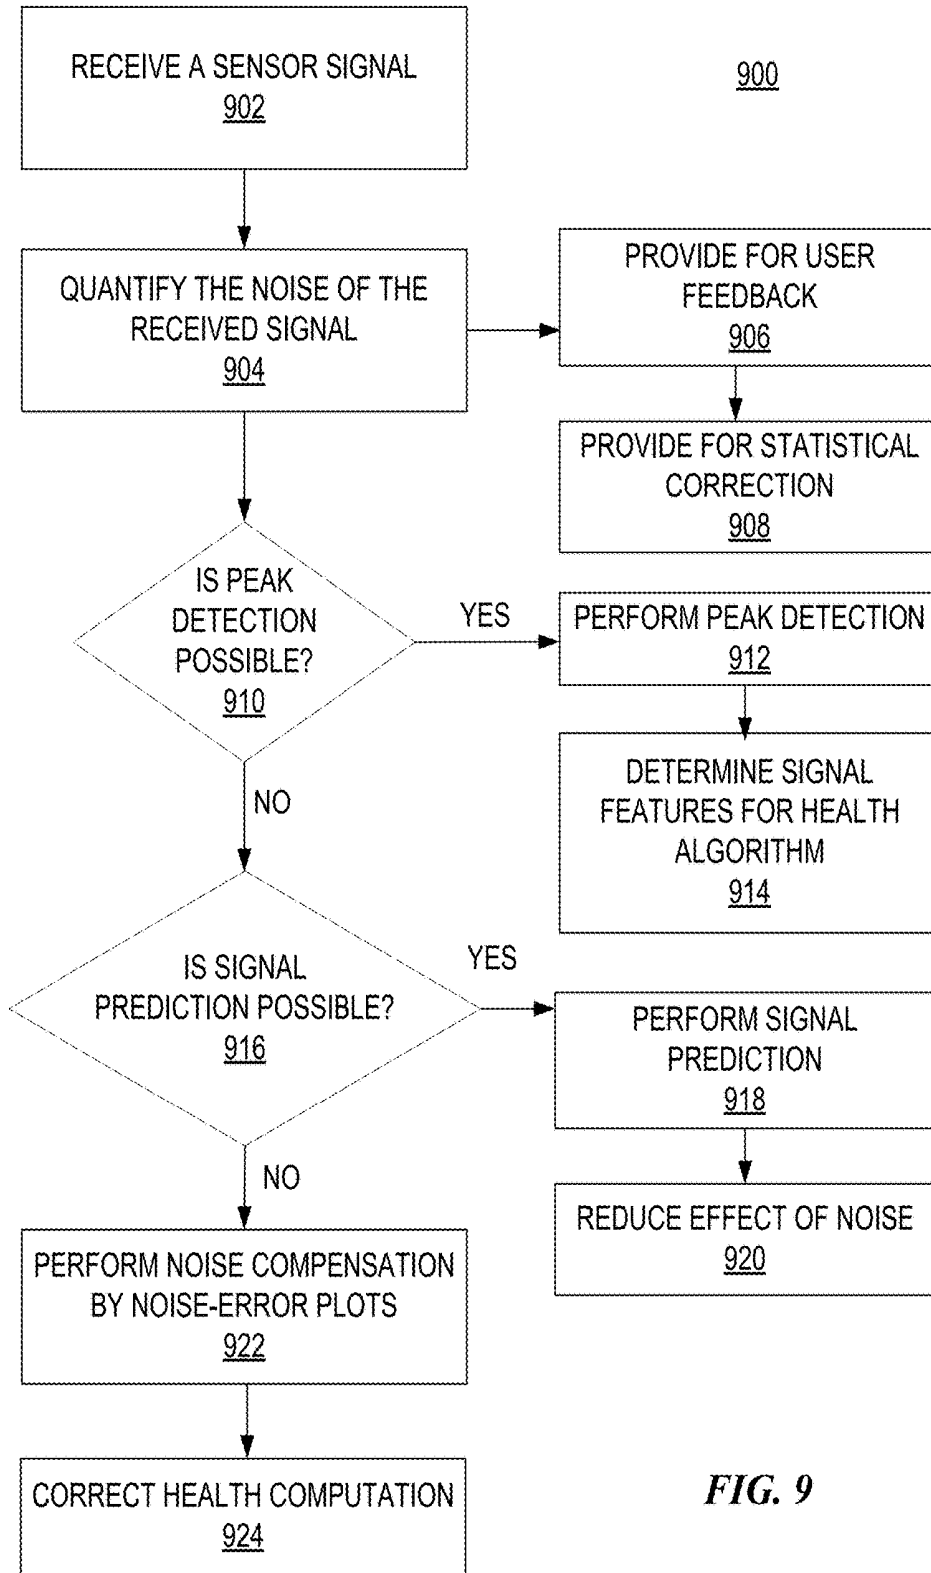 RECEIVE A SENSOR SIGNAL
902
900
QUANTIFY THE NOISE OF THE
RECEIVED SIGNAL
904
PROVIDE FOR USER
FEEDBACK
906
PROVIDE FOR STATISTICAL
CORRECTION
908
IS PEAK
DETECTION
POSSIBLE?
910
YES
PERFORM PEAK DETECTION
912
DETERMINE SIGNAL
FEATURES FOR HEALTH
ALGORITHM
914
NO
IS SIGNAL
PREDICTION POSSIBLE?
916
YES
PERFORM SIGNAL
PREDICTION
918
REDUCE EFFECT OF NOISE
920
NO
PERFORM NOISE COMPENSATION
BY NOISE-ERROR PLOTS
922
CORRECT HEALTH COMPUTATION
924
FIG. 9